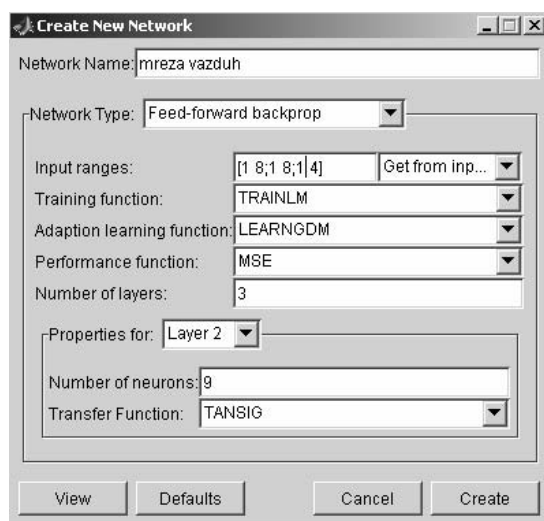 Create New Network
Network Name: mreza vazduh
Network Type: Feed-forward backprop
Input ranges: [1 8;1 8;1 4] Get from inp...
Training function: TRAINLM
Adaption learning function: LEARNGDM
Performance function: MSE
Number of layers: 3
Properties for: Layer 2
Number of neurons: 9
Transfer Function: TANSIG
View Defaults Cancel Create